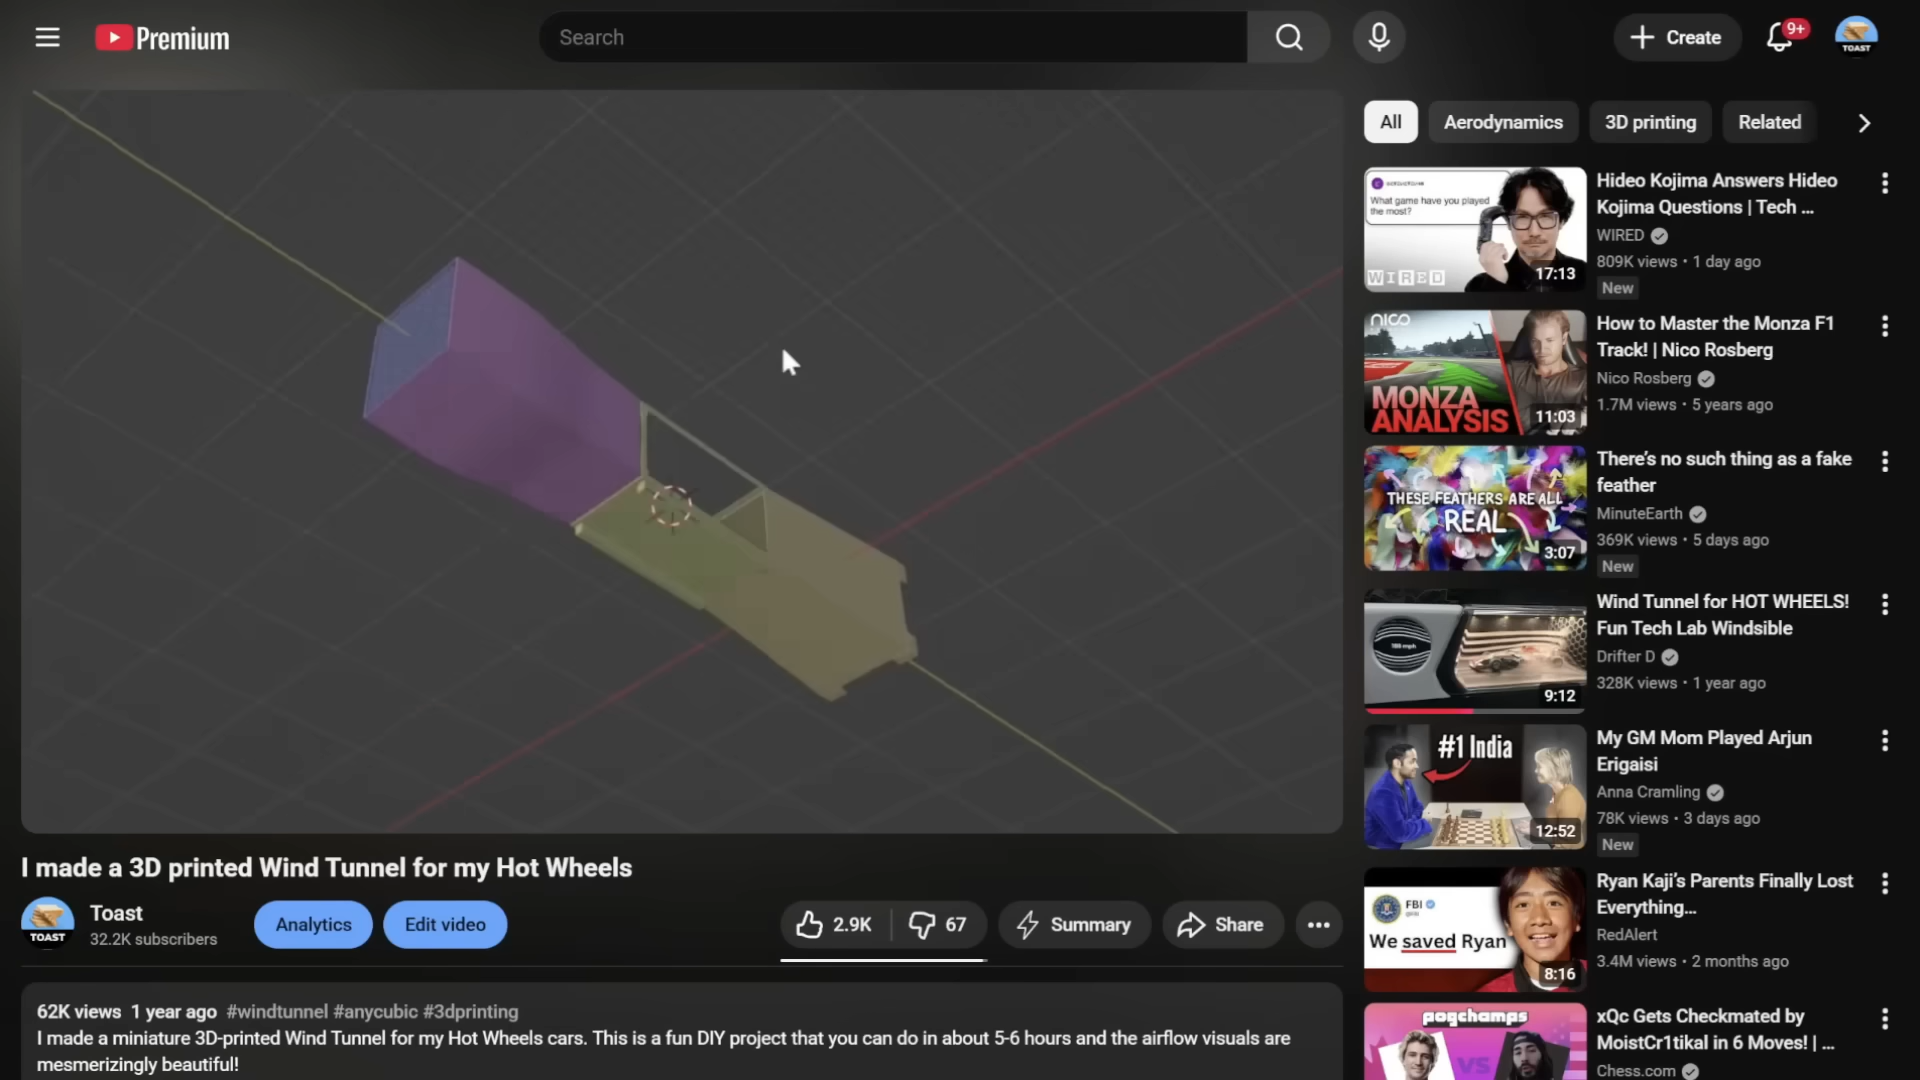 Premium
Search
Create
9+
TOAST
All
Aerodynamics
3D printing
Related
What game have you played
the most?
WIRED
17:13
Hideo Kojima Answers Hideo
Kojima Questions | Tech ...
WIRED
809K views • 1 day ago
New
nico
MONZA
ANALYSIS
11:03
How to Master the Monza F1
Track! | Nico Rosberg
Nico Rosberg
1.7M views • 5 years ago
THESE FEATHERS ARE ALL
REAL
3:07
There's no such thing as a fake
feather
MinuteEarth
369K views • 5 days ago
New
9:12
Wind Tunnel for HOT WHEELS!
Fun Tech Lab Windsible
Drifter D
328K views • 1 year ago
#1 India
12:52
My GM Mom Played Arjun
Erigaisi
Anna Cramling
78K views • 3 days ago
New
FBI
We saved Ryan
8:16
Ryan Kaji's Parents Finally Lost
Everything...
RedAlert
3.4M views • 2 months ago
pogchamps
VS
xQc Gets Checkmated by
MoistCr1tikal in 6 Moves! | ...
Chess.com
I made a 3D printed Wind Tunnel for my Hot Wheels
TOAST
Toast
32.2K subscribers
Analytics
Edit video
2.9K
67
Summary
Share
62K views 1 year ago #windtunnel #anycubic #3dprinting
I made a miniature 3D-printed Wind Tunnel for my Hot Wheels cars. This is a fun DIY project that you can do in about 5-6 hours and the airflow visuals are
mesmerizingly beautiful!